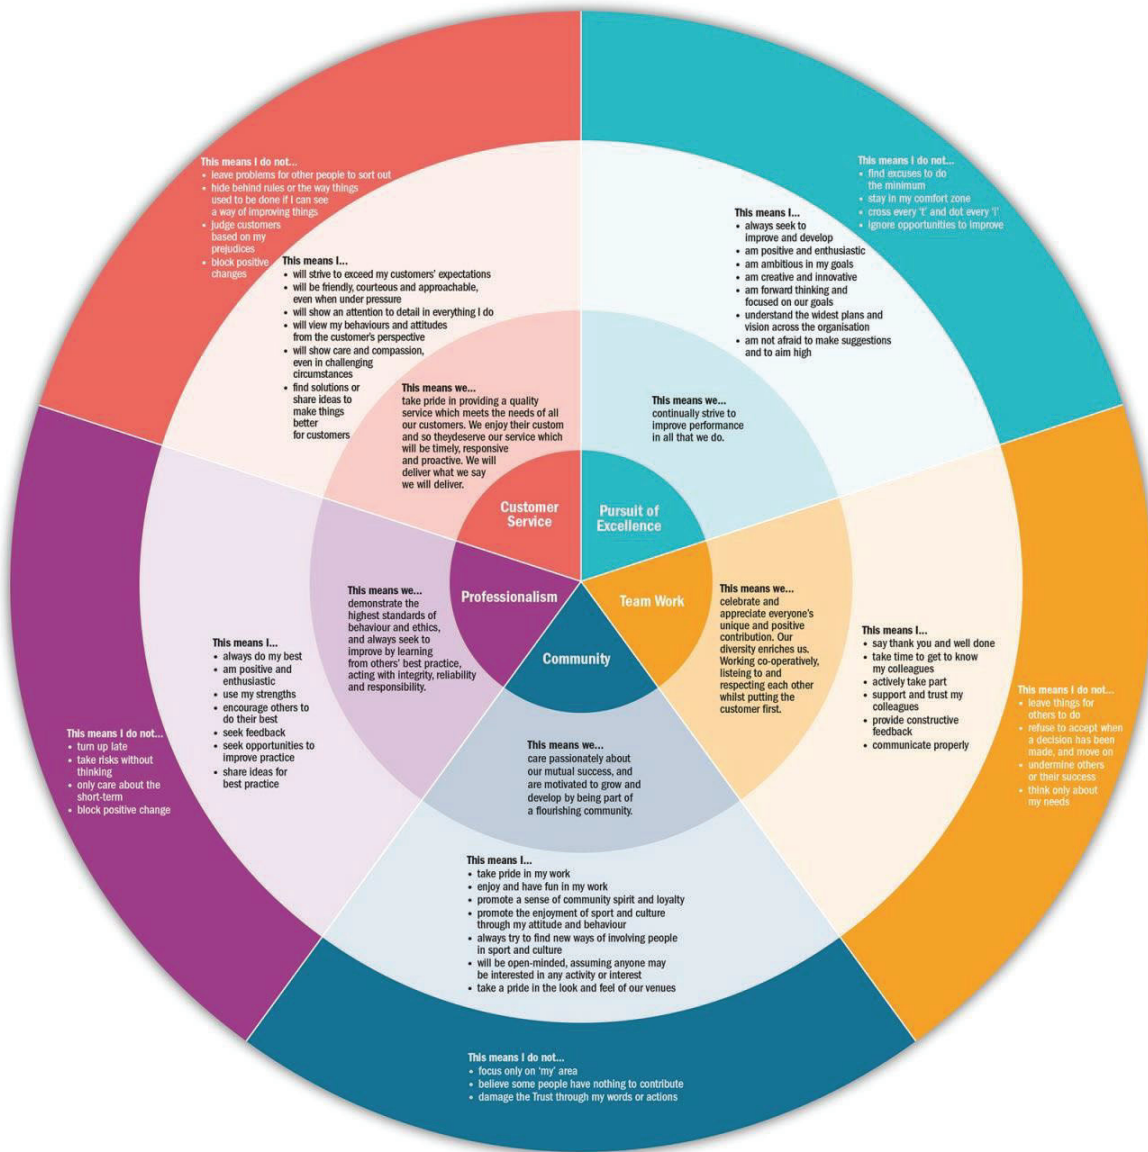 This means I do not...
• leave problems for other people to sort out
• hide behind rules or the way things
used to be done if I can see
a way of improving things
• judge customers
based on my
prejudices
• block positive
changes
This means I...
• will strive to exceed my customers' expectations
• will be friendly, courteous and approachable,
even when under pressure
• will show an attention to detail in everything I do
• will view my behaviours and attitudes
from the customer's perspective
• will show care and compassion,
even in challenging
circumstances
• find solutions or
share ideas to
make things
better
for customers
This means we...
take pride in providing a quality
service which meets the needs of all
our customers. We enjoy their custom
and so theydeserve our service which
will be timely, responsive
and proactive. We will
deliver what we say
we will deliver.
Customer
Service
This means I do not...
• find excuses to do
the minimum
• stay in my comfort zone
• cross every 't' and dot every 'i'
• ignore opportunities to improve
This means I...
• always seek to
improve and develop
• am positive and enthusiastic
• am ambitious in my goals
• am creative and innovative
• am forward thinking and
focused on our goals
• understand the widest plans and
vision across the organisation
• am not afraid to make suggestions
and to aim high
This means we...
continually strive to
improve performance
in all that we do.
Pursuit of
Excellence
Team Work
This means we...
celebrate and
appreciate everyone's
unique and positive
contribution. Our
diversity enriches us.
Working co-operatively,
listeing to and
respecting each other
whilst putting the
customer first.
This means I...
• say thank you and well done
• take time to get to know
my colleagues
• actively take part
• support and trust my
colleagues
• provide constructive
feedback
• communicate properly
This means I do not...
• leave things for
others to do
• refuse to accept when
a decision has been
made, and move on
• undermine others
or their success
• think only about
my needs
Professionalism
This means we...
demonstrate the
highest standards of
behaviour and ethics,
and always seek to
improve by learning
from others' best practice,
acting with integrity, reliability
and responsibility.
This means I...
• always do my best
• am positive and
enthusiastic
• use my strengths
• encourage others to
do their best
• seek feedback
• seek opportunities to
improve practice
• share ideas for
best practice
This means I do not...
• turn up late
• take risks without
thinking
• only care about the
short-term
• block positive change
Community
This means we...
care passionately about
our mutual success, and
are motivated to grow and
develop by being part of
a flourishing community.
This means I...
• take pride in my work
• enjoy and have fun in my work
• promote a sense of community spirit and loyalty
• promote the enjoyment of sport and culture
through my attitude and behaviour
• always try to find new ways of involving people
in sport and culture
• will be open-minded, assuming anyone may
be interested in any activity or interest
• take a pride in the look and feel of our venues
This means I do not...
• focus only on 'my' area
• believe some people have nothing to contribute
• damage the Trust through my words or actions